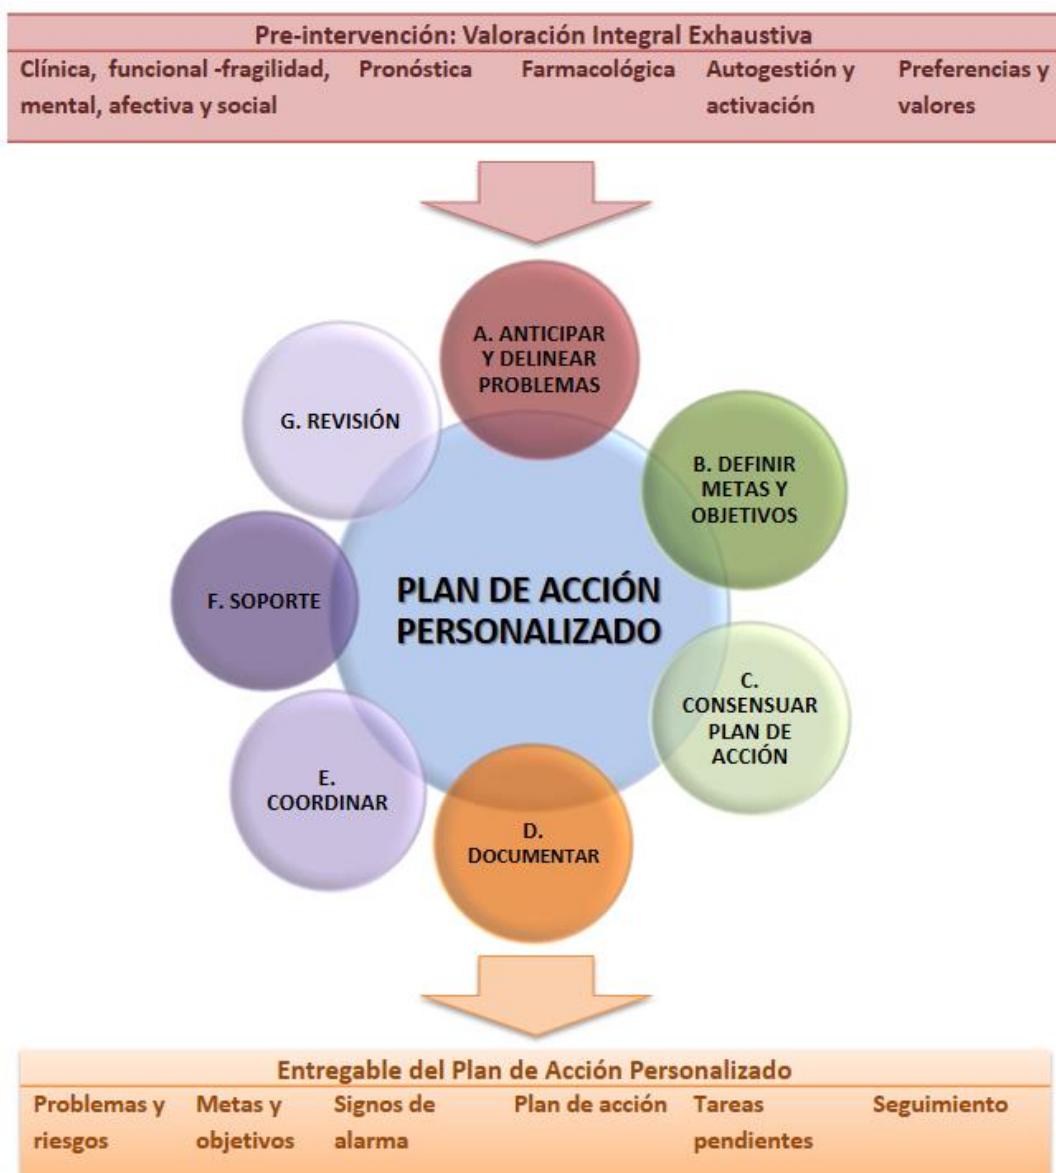 Pre-intervención: Valoración Integral Exhaustiva
Clínica, funcional -fragilidad, mental, afectiva y social
Pronóstica
Farmacológica
Autogestión y activación
Preferencias y valores
A. ANTICIPAR
Y DELINEAR
PROBLEMAS
B. DEFINIR
METAS Y
OBJETIVOS
C.
CONSENSUAR
PLAN DE
ACCIÓN
D.
DOCUMENTAR
E.
COORDINAR
F. SOPORTE
G. REVISIÓN
PLAN DE ACCIÓN
PERSONALIZADO
Entregable del Plan de Acción Personalizado
Problemas y riesgos
Metas y objetivos
Signos de alarma
Plan de acción
Tareas pendientes
Seguimiento